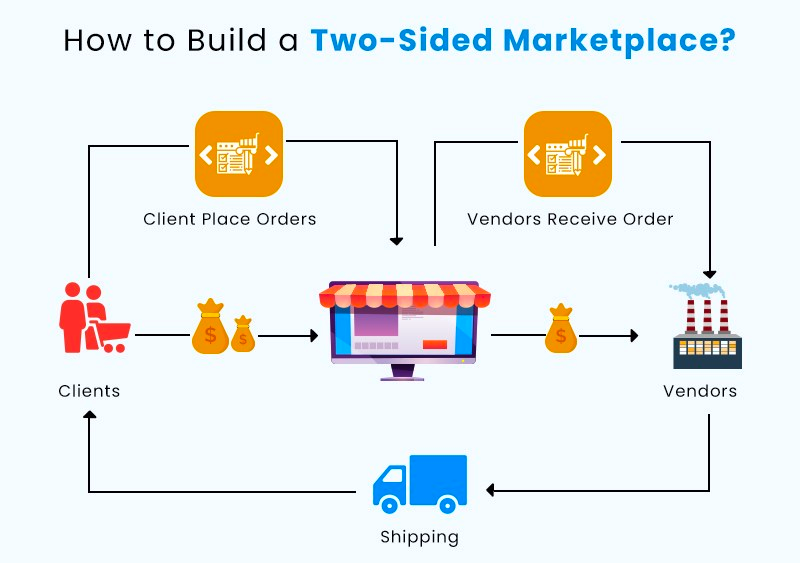 How to Build a Two-Sided Marketplace?
Client Place Orders
Vendors Receive Order
$
$
$
Clients
Vendors
Shipping